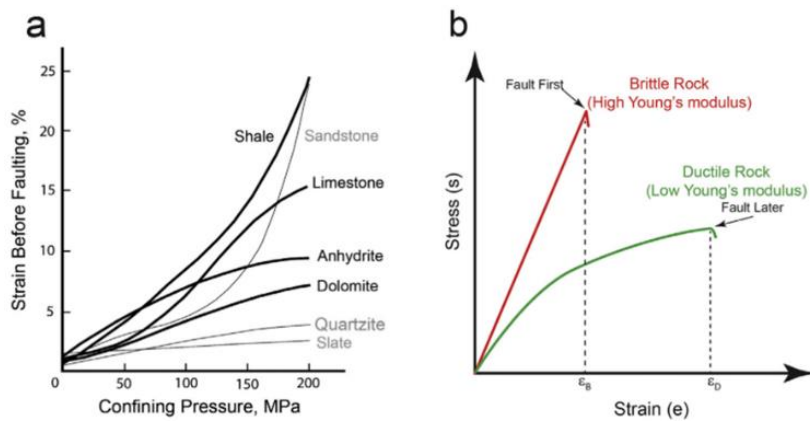 a
Strain Before Faulting, %
25
20
15
10
5
0
50
100
150
200
Confining Pressure, MPa
Shale
Sandstone
Limestone
Anhydrite
Dolomite
Quartzite
Slate
b
Stress (s)
Fault First
Brittle Rock
(High Young's modulus)
Ductile Rock
(Low Young's modulus)
Fault Later
εB
εD
Strain (e)